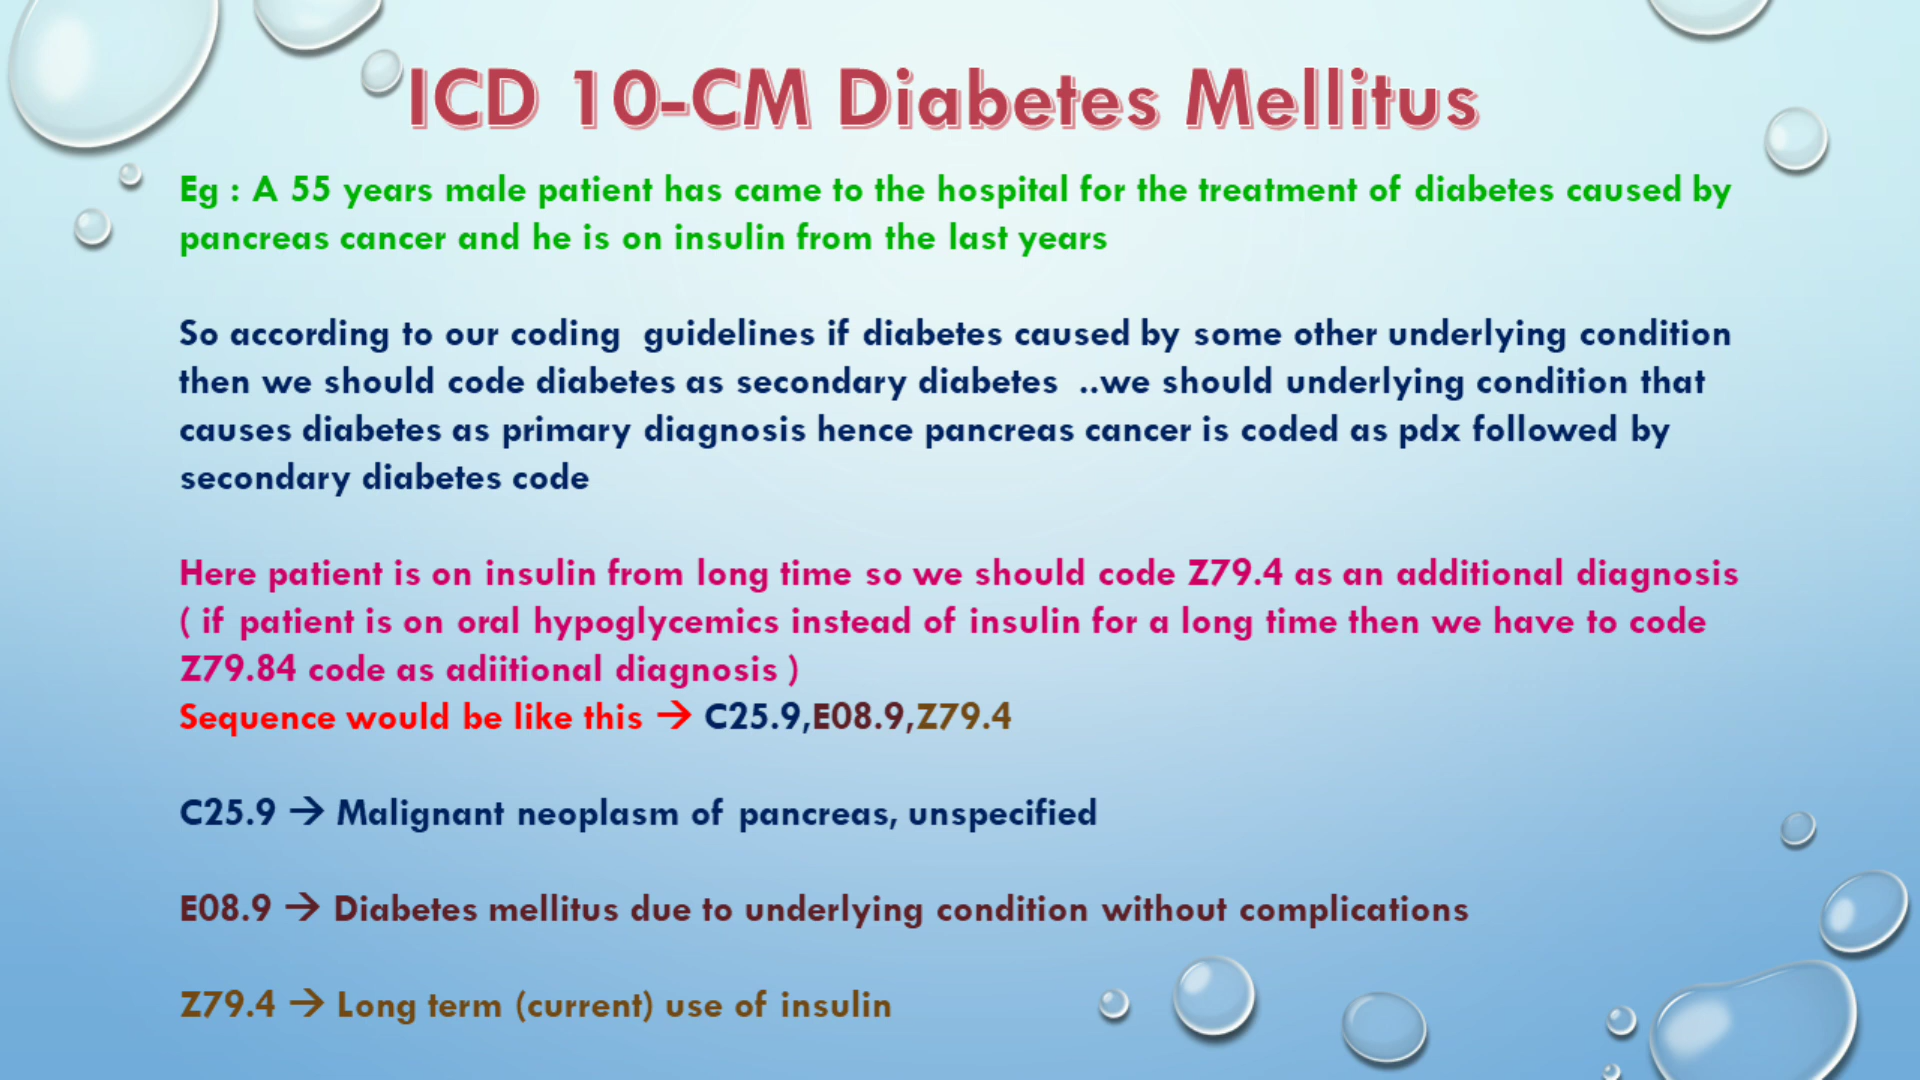 ICD 10-CM Diabetes Mellitus
Eg : A 55 years male patient has came to the hospital for the treatment of diabetes caused by
pancreas cancer and he is on insulin from the last years
So according to our coding guidelines if diabetes caused by some other underlying condition
then we should code diabetes as secondary diabetes ..we should underlying condition that
causes diabetes as primary diagnosis hence pancreas cancer is coded as pdx followed by
secondary diabetes code
Here patient is on insulin from long time so we should code Z79.4 as an additional diagnosis
( if patient is on oral hypoglycemics instead of insulin for a long time then we have to code
Z79.84 code as adiitional diagnosis )
Sequence would be like this → C25.9,E08.9,Z79.4
C25.9 → Malignant neoplasm of pancreas, unspecified
E08.9 → Diabetes mellitus due to underlying condition without complications
Z79.4 → Long term (current) use of insulin